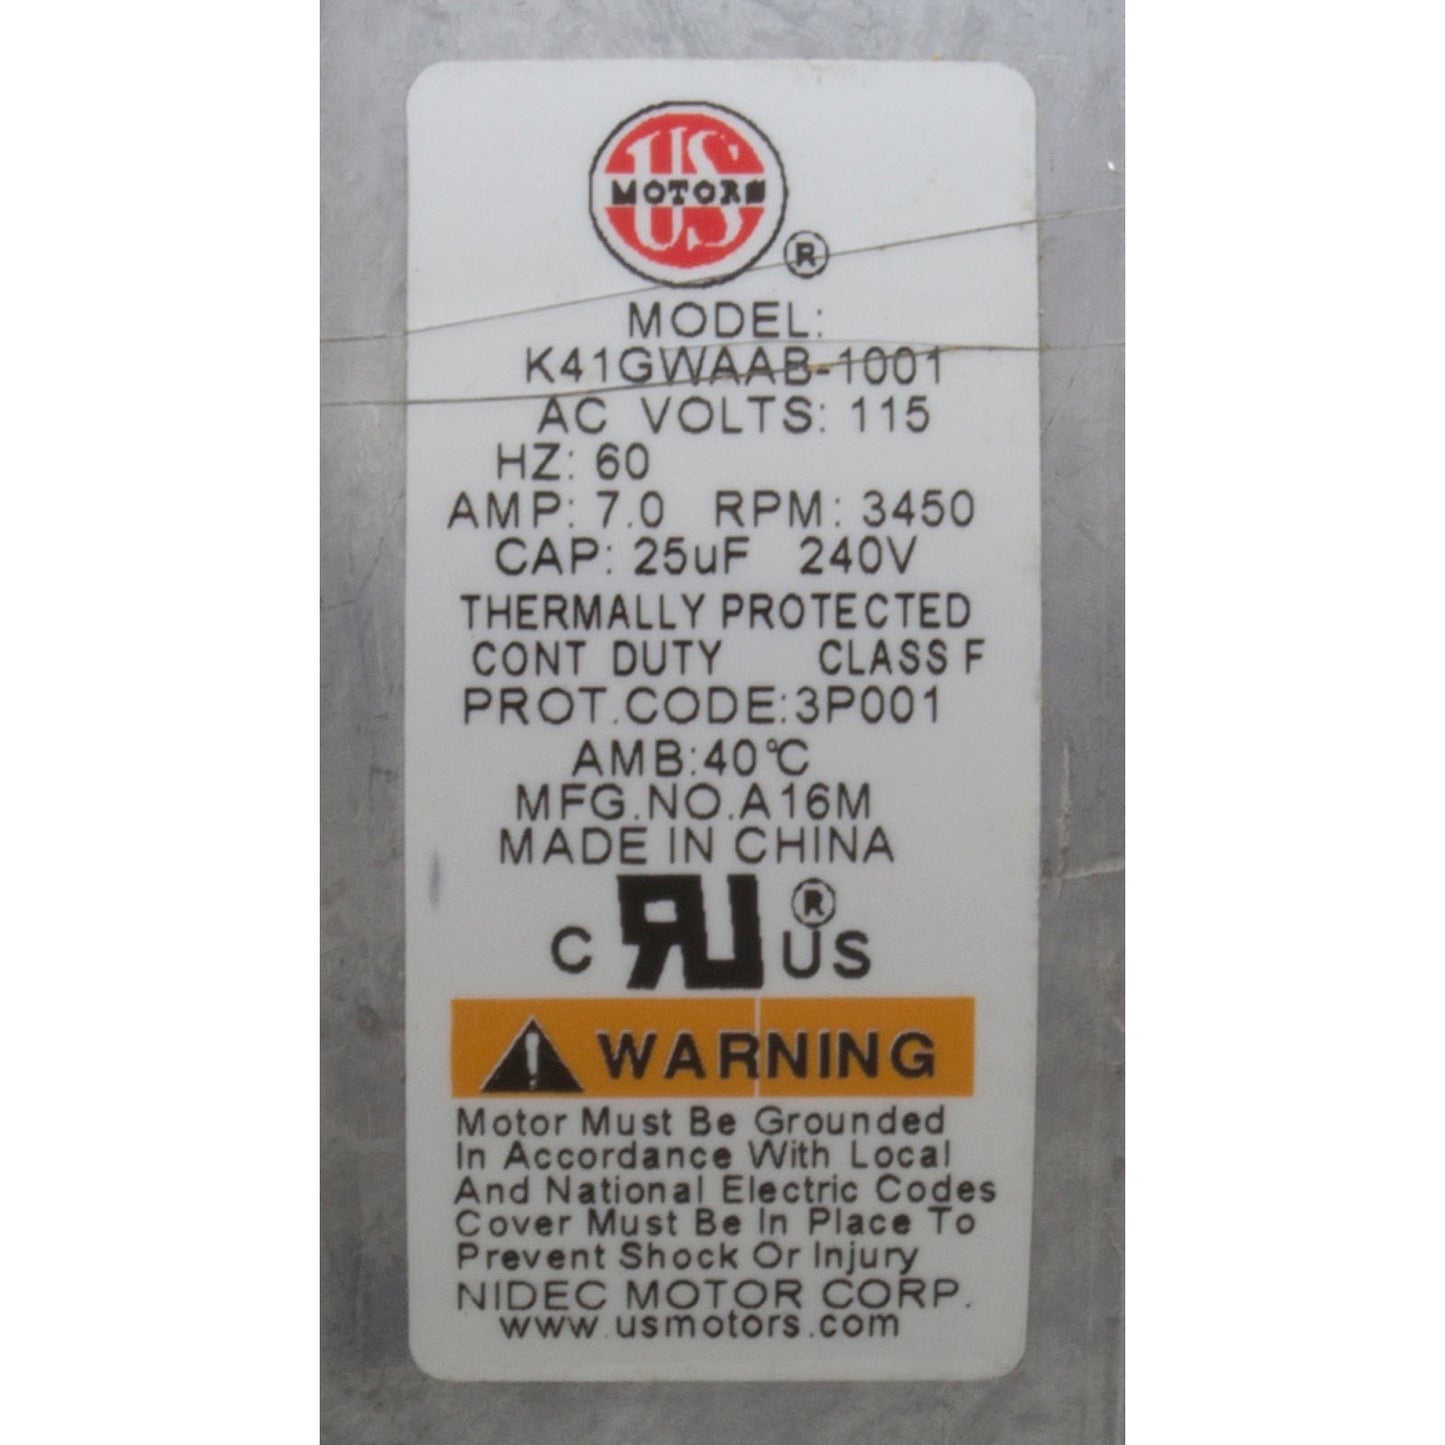 US
MOTORS
®
MODEL:
K41GWAAB-1001
AC VOLTS: 115
HZ: 60
AMP: 7.0 RPM: 3450
CAP: 25uF 240V
THERMALLY PROTECTED
CONT DUTY CLASS F
PROT.CODE:3P001
AMB:40℃
MFG.NO.A16M
MADE IN CHINA
C RU ® US
WARNING
Motor Must Be Grounded
In Accordance With Local
And National Electric Codes
Cover Must Be In Place To
Prevent Shock Or Injury
NIDEC MOTOR CORP.
www.usmotors.com